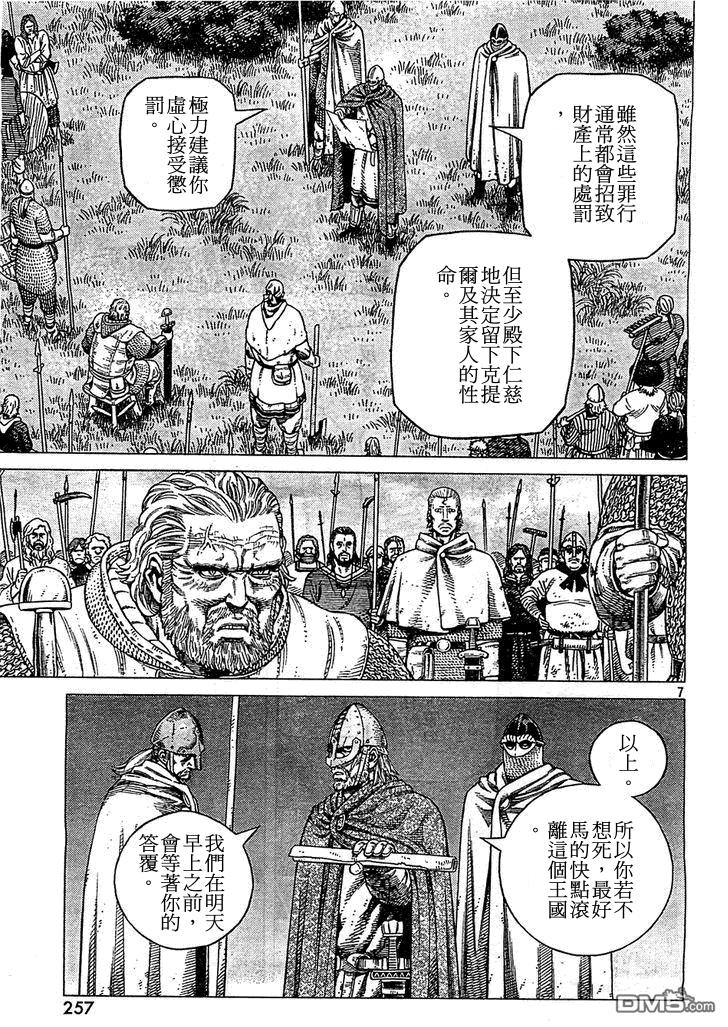 雖然這些罪行
通常都會招致
財產上的處罰
，
但至少殿下仁慈
地決定留下克提
爾及其家人的性
命。
極力建議你
虛心接受懲
罰。
7
以上。
所以你若不
想死，最好
馬的快點滾
離這個王國
。
我們在明天
早上之前，
會等著你的
答覆。
257
DM5.com